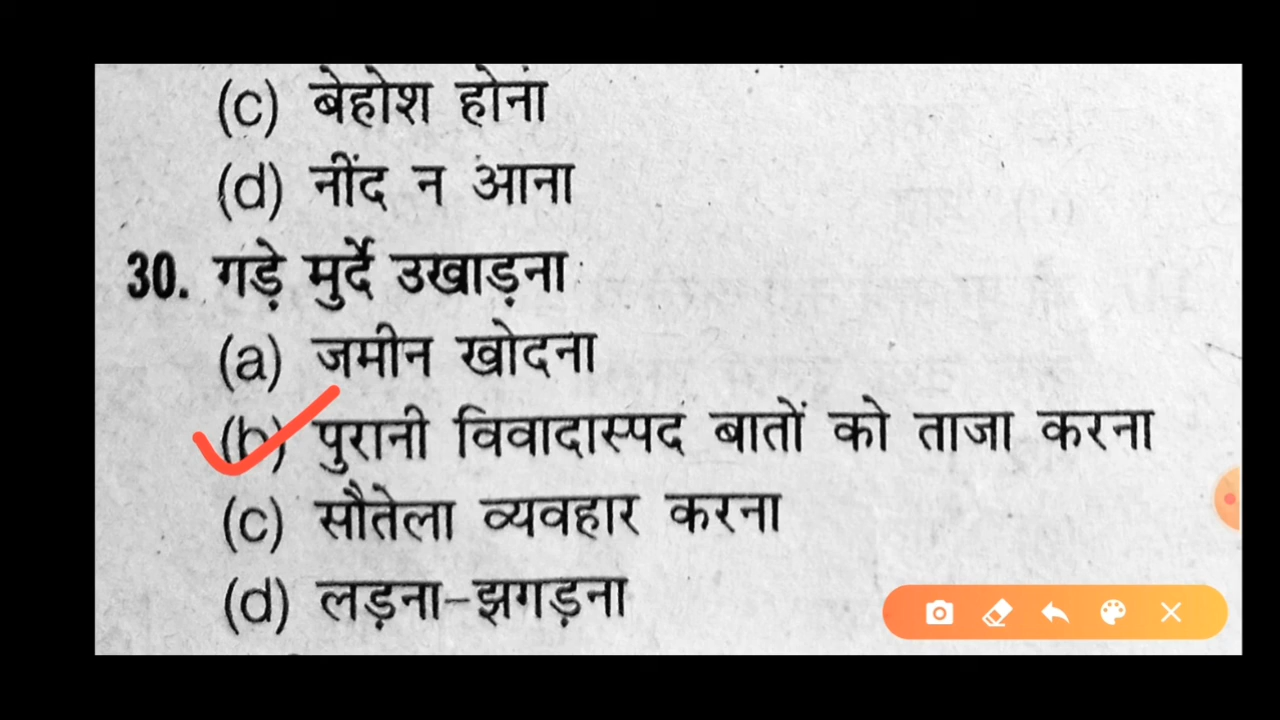 (c) बेहोश होना
(d) नींद न आना
30. गड़े मुर्दे उखाड़ना
(a) जमीन खोदना
(b) पुरानी विवादास्पद बातों को ताजा करना
(c) सौतेला व्यवहार करना
(d) लड़ना-झगड़ना